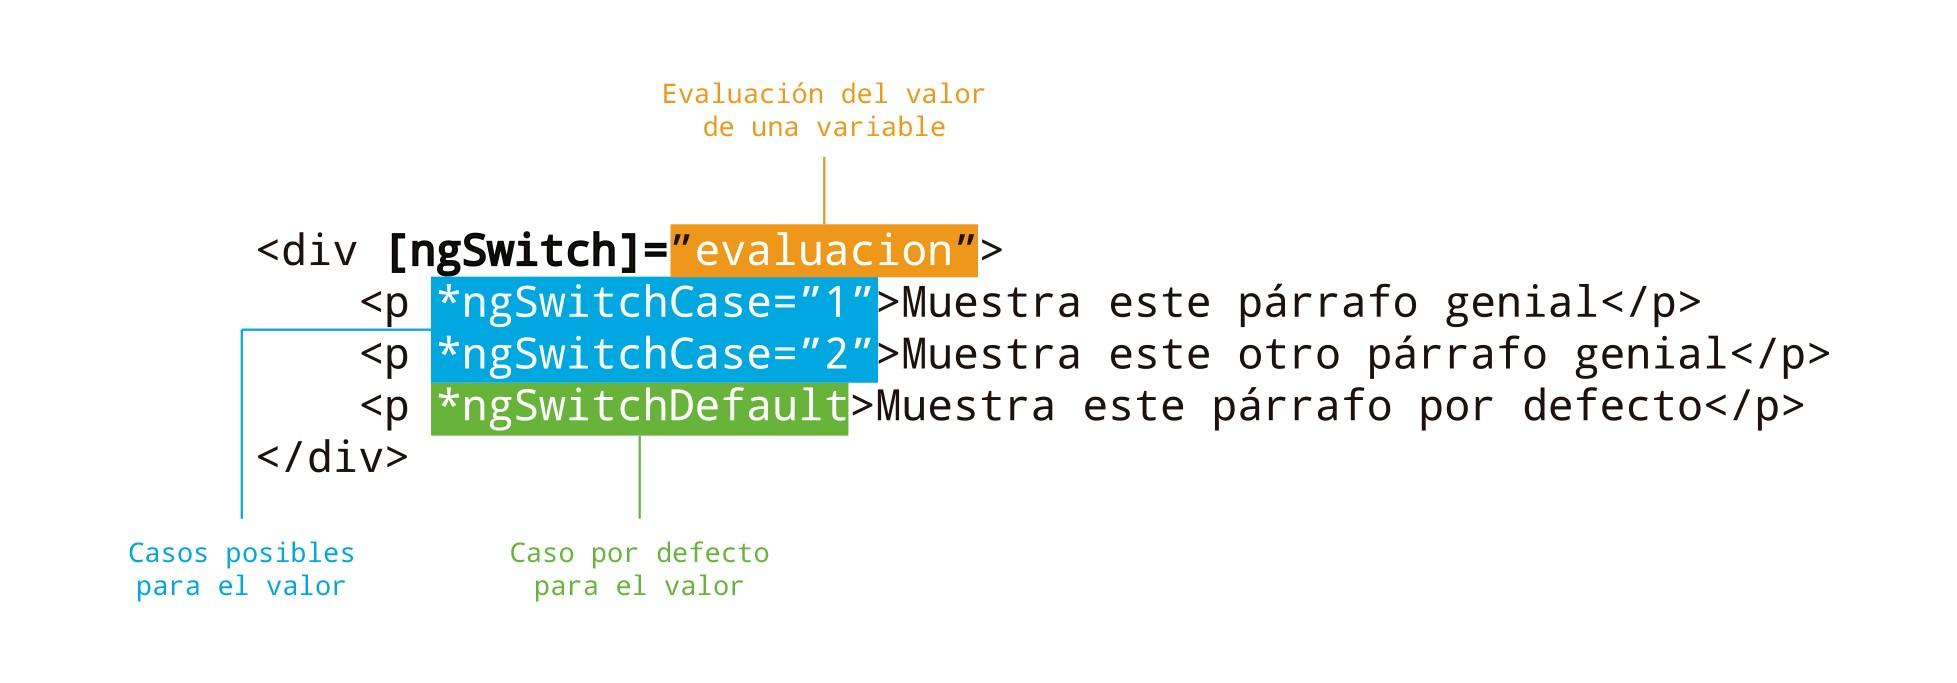 Evaluación del valor
de una variable
<div [ngSwitch]=”evaluacion”>
<p *ngSwitchCase=”1”>Muestra este párrafo genial</p>
<p *ngSwitchCase=”2”>Muestra este otro párrafo genial</p>
<p *ngSwitchDefault>Muestra este párrafo por defecto</p>
</div>
Casos posibles
para el valor
Caso por defecto
para el valor